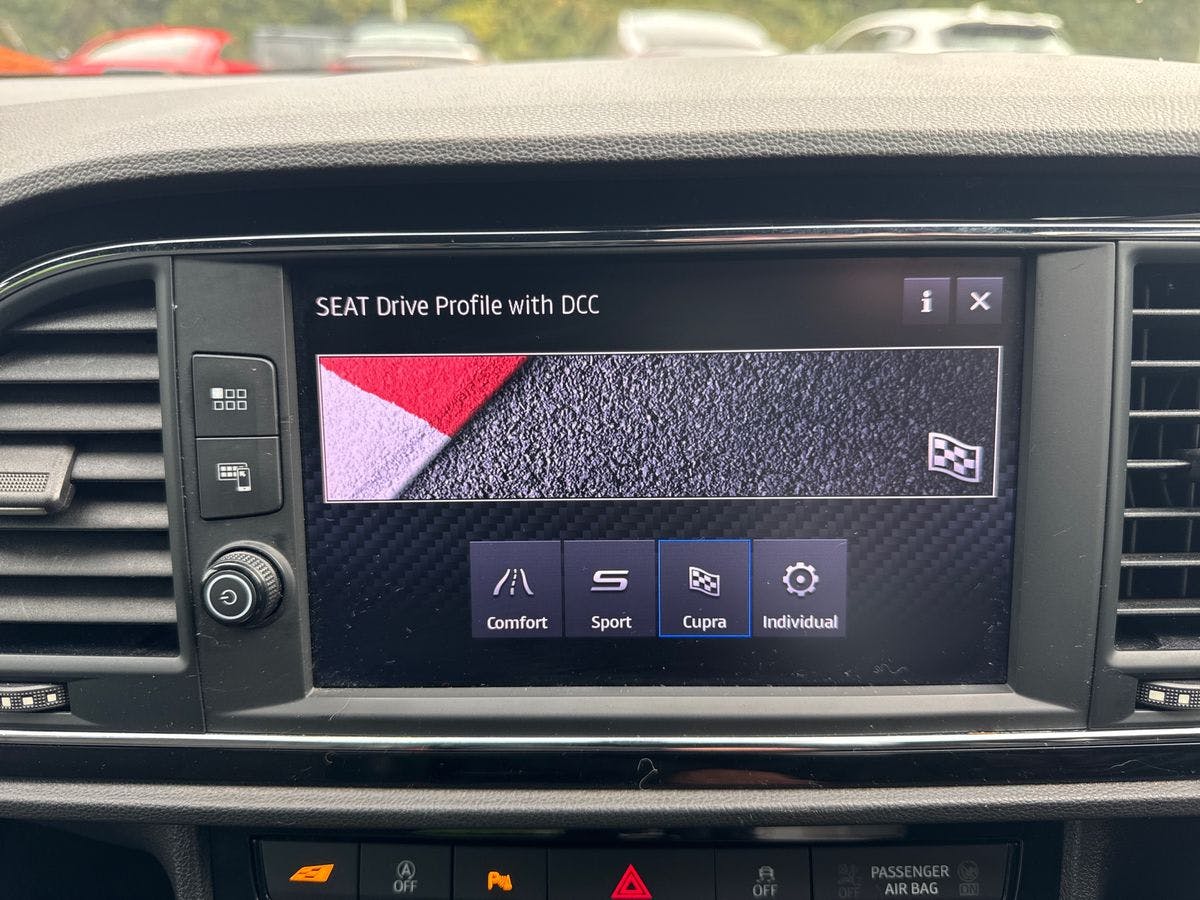 SEAT Drive Profile with DCC
Comfort Sport Cupra Individual
OFF OFF OFF PASSENGER
AIR BAG ON